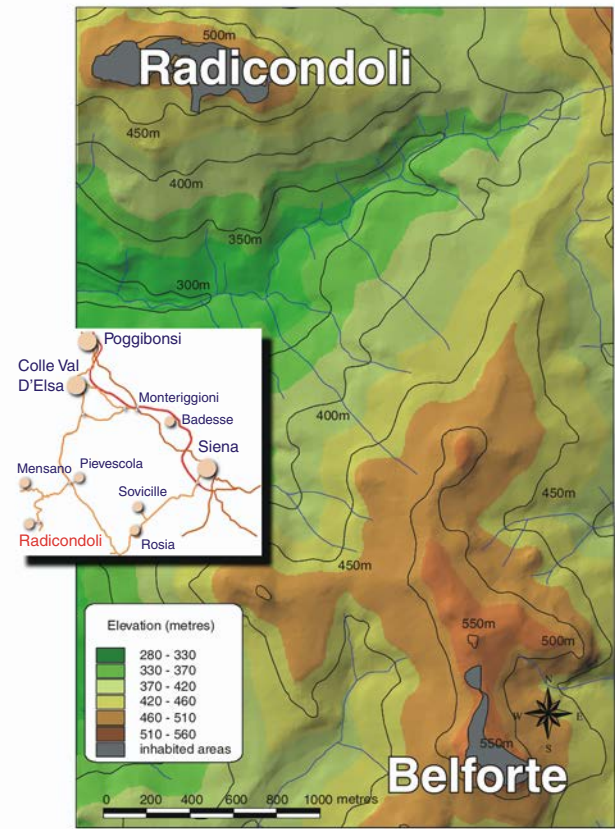 500m
Radicondoli
450m
400m
350m
300m
Poggibonsi
Colle Val
D'Elsa
Monteriggioni
Badesse
Siena
Mensano
Pievescola
Sovicille
Radicondoli
Rosia
400m
450m
450m
550m
500m
N
W
E
S
550m
Elevation (metres)
280 - 330
330 - 370
370 - 420
420 - 460
460 - 510
510 - 560
inhabited areas
Belforte
0 200 400 600 800 1000 metres